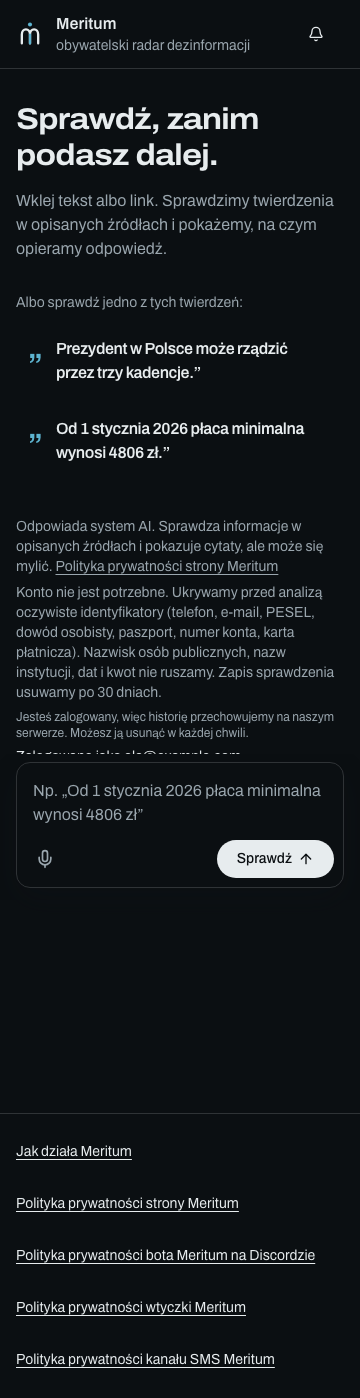 Meritum
obywatelski radar dezinformacji
Sprawdź, zanim
podasz dalej.
Wklej tekst albo link. Sprawdzimy twierdzenia
w opisanych źródłach i pokażemy, na czym
opieramy odpowiedź.
Albo sprawdź jedno z tych twierdzeń:
” Prezydent w Polsce może rządzić
przez trzy kadencje.”
” Od 1 stycznia 2026 płaca minimalna
wynosi 4806 zł.”
Odpowiada system AI. Sprawdza informacje w
opisanych źródłach i pokazuje cytaty, ale może się
mylić. Polityka prywatności strony Meritum
Konto nie jest potrzebne. Ukrywamy przed analizą
oczywiste identyfikatory (telefon, e-mail, PESEL,
dowód osobisty, paszport, numer konta, karta
płatnicza). Nazwisk osób publicznych, nazw
instytucji, dat i kwot nie ruszamy. Zapis sprawdzenia
usuwamy po 30 dniach.
Jesteś zalogowany, więc historię przechowujemy na naszym
serwerze. Możesz ją usunąć w każdej chwili.
Np. „Od 1 stycznia 2026 płaca minimalna
wynosi 4806 zł”
Sprawdź
Jak działa Meritum
Polityka prywatności strony Meritum
Polityka prywatności bota Meritum na Discordzie
Polityka prywatności wtyczki Meritum
Polityka prywatności kanału SMS Meritum